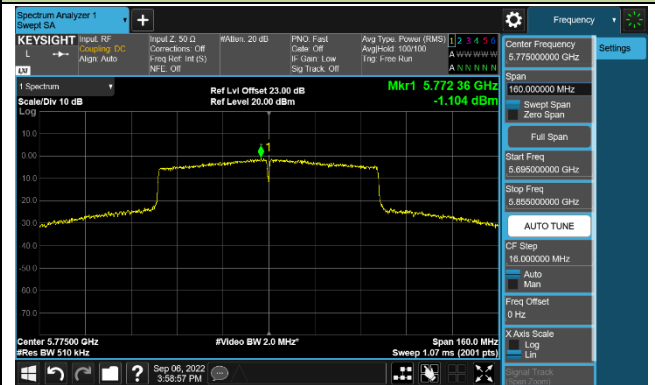 Spectrum Analyzer 1
Swept SA
Frequency
KEYSIGHT
L
LXI
Input: RF
Coupling: DC
Align: Auto
Input Z: 50 Ω
Corrections: Off
Freq Ref: Int (S)
NFE: Off
#Atten: 20 dB
PNO: Fast
Gate: Off
IF Gain: Low
Sig Track: Off
Avg Type: Power (RMS)
Avg|Hold: 100/100
Trig: Free Run
1 2 3 4 5 6
A W W W W W
A N N N N N
1 Spectrum
Scale/Div 10 dB
Log
Ref Lvl Offset 23.00 dB
Ref Level 20.00 dBm
Mkr1 5.772 36 GHz
-1.104 dBm
10.0
0.00
1
-10.0
-20.0
-30.0
-40.0
-50.0
-60.0
-70.0
Center 5.77500 GHz
#Res BW 510 kHz
#Video BW 2.0 MHz*
Span 160.0 MHz
Sweep 1.07 ms (2001 pts)
Sep 06, 2022
3:58:57 PM
Center Frequency
5.775000000 GHz
Settings
Span
160.000000 MHz
Swept Span
Zero Span
Full Span
Start Freq
5.695000000 GHz
Stop Freq
5.855000000 GHz
AUTO TUNE
CF Step
16.000000 MHz
Auto
Man
Freq Offset
0 Hz
X Axis Scale
Log
Lin
Signal Track
(Span Zoom)